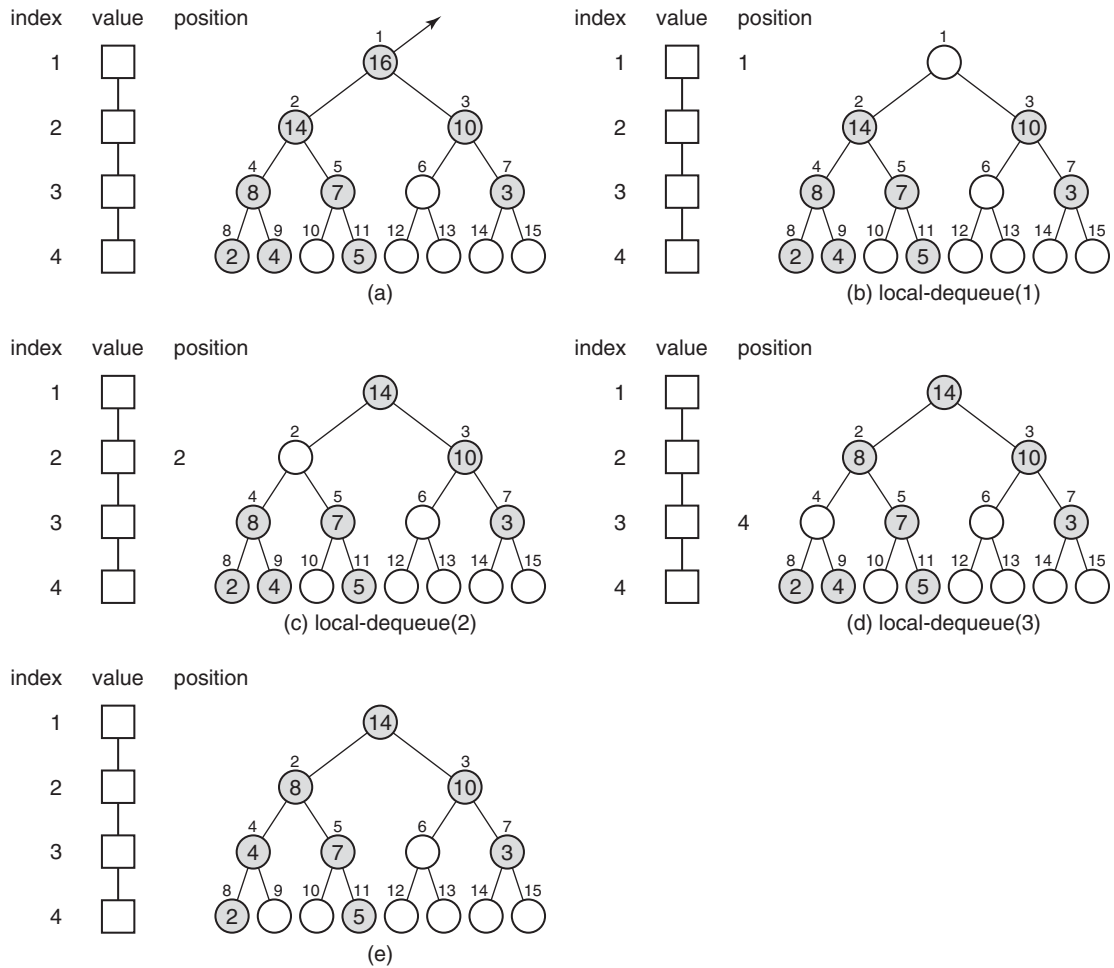 index value position
1
2
3
4
1
16
2 3
14 10
4 5 6 7
8 7 3
8 9 10 11 12 13 14 15
2 4 5
(a)
index value position
1 1
2
3
4
1
2 3
14 10
4 5 6 7
8 7 3
8 9 10 11 12 13 14 15
2 4 5
(b) local-dequeue(1)
index value position
1
2 2
3
4
14
2 3
10
4 5 6 7
8 7 3
8 9 10 11 12 13 14 15
2 4 5
(c) local-dequeue(2)
index value position
1
2
3 4
4
14
2 3
8 10
4 5 6 7
7 3
8 9 10 11 12 13 14 15
2 4 5
(d) local-dequeue(3)
index value position
1
2
3
4
14
2 3
8 10
4 5 6 7
4 7 3
8 9 10 11 12 13 14 15
2 5
(e)